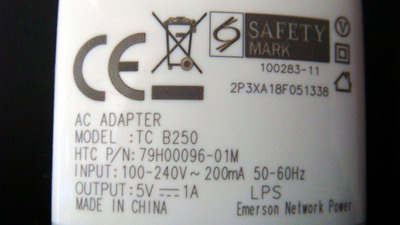 CE
SAFETY
MARK
V
100283-11
2P3XA18F051338
AC ADAPTER
MODEL :TC B250
HTC P/N:79H00096-01M
INPUT:100-240V~ 200mA 50-60Hz
OUTPUT:5V⎓1A LPS
MADE IN CHINA Emerson Network Power